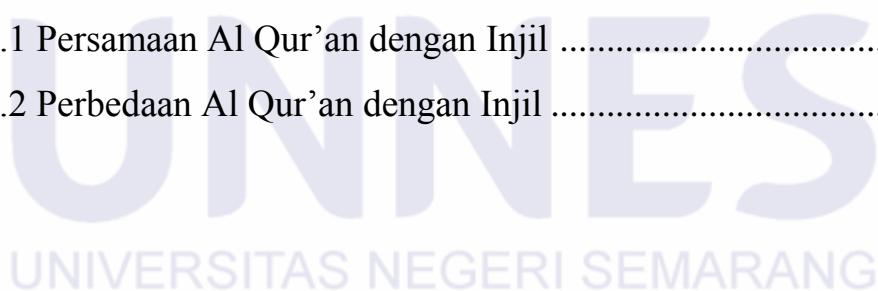 .1 Persamaan Al Qur’an dengan Injil ..................................
.2 Perbedaan Al Qur’an dengan Injil ...................................
UNNES
UNIVERSITAS NEGERI SEMARANG